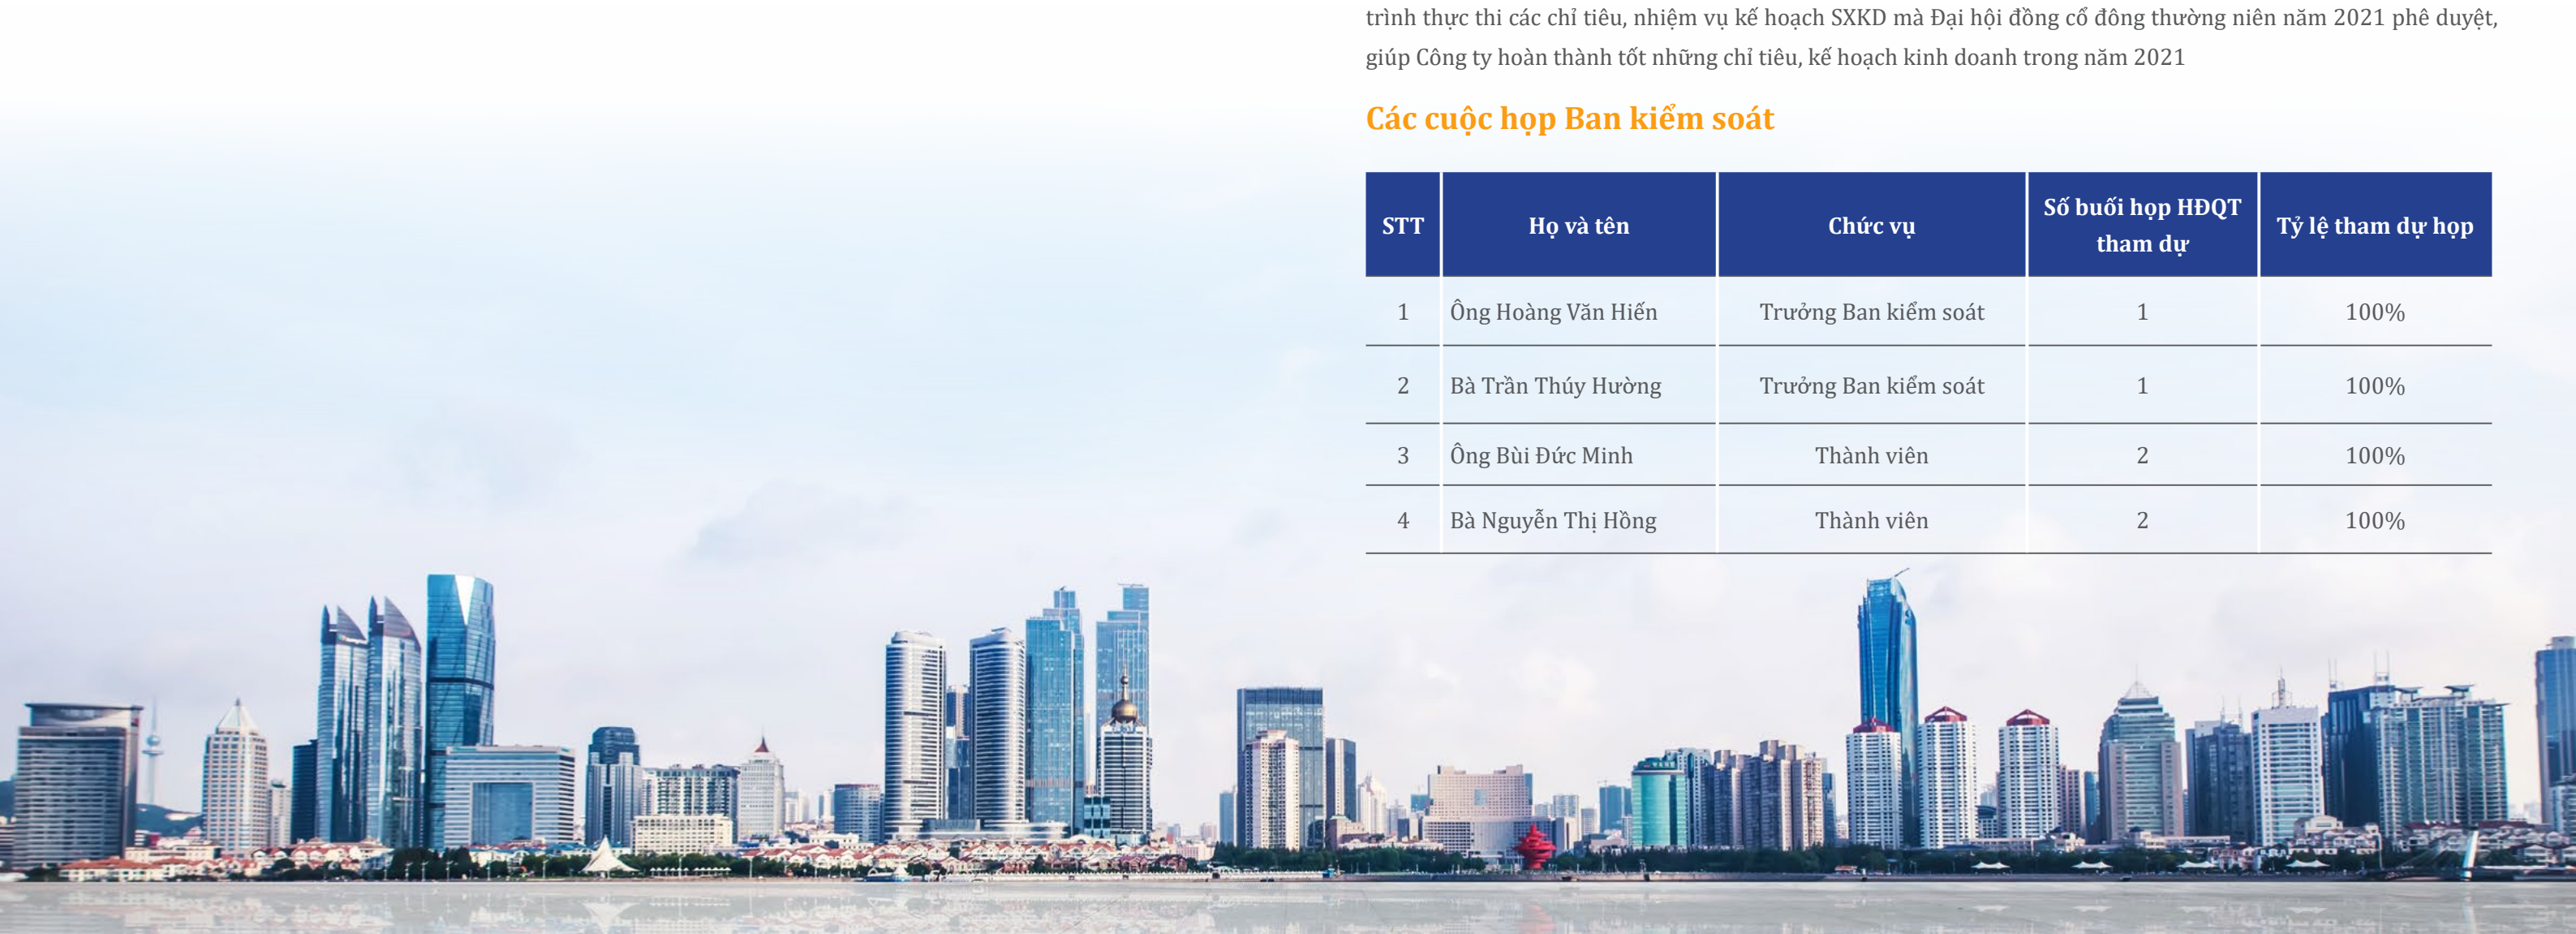 trình thực thi các chỉ tiêu, nhiệm vụ kế hoạch SXKD mà Đại hội đồng cổ đông thường niên năm 2021 phê duyệt,
giúp Công ty hoàn thành tốt những chỉ tiêu, kế hoạch kinh doanh trong năm 2021
Các cuộc họp Ban kiểm soát
STT Họ và tên Chức vụ Số buối họp HĐQT tham dự Tỷ lệ tham dự họp
1 Ông Hoàng Văn Hiến Trưởng Ban kiểm soát 1 100%
2 Bà Trần Thúy Hường Trưởng Ban kiểm soát 1 100%
3 Ông Bùi Đức Minh Thành viên 2 100%
4 Bà Nguyễn Thị Hồng Thành viên 2 100%